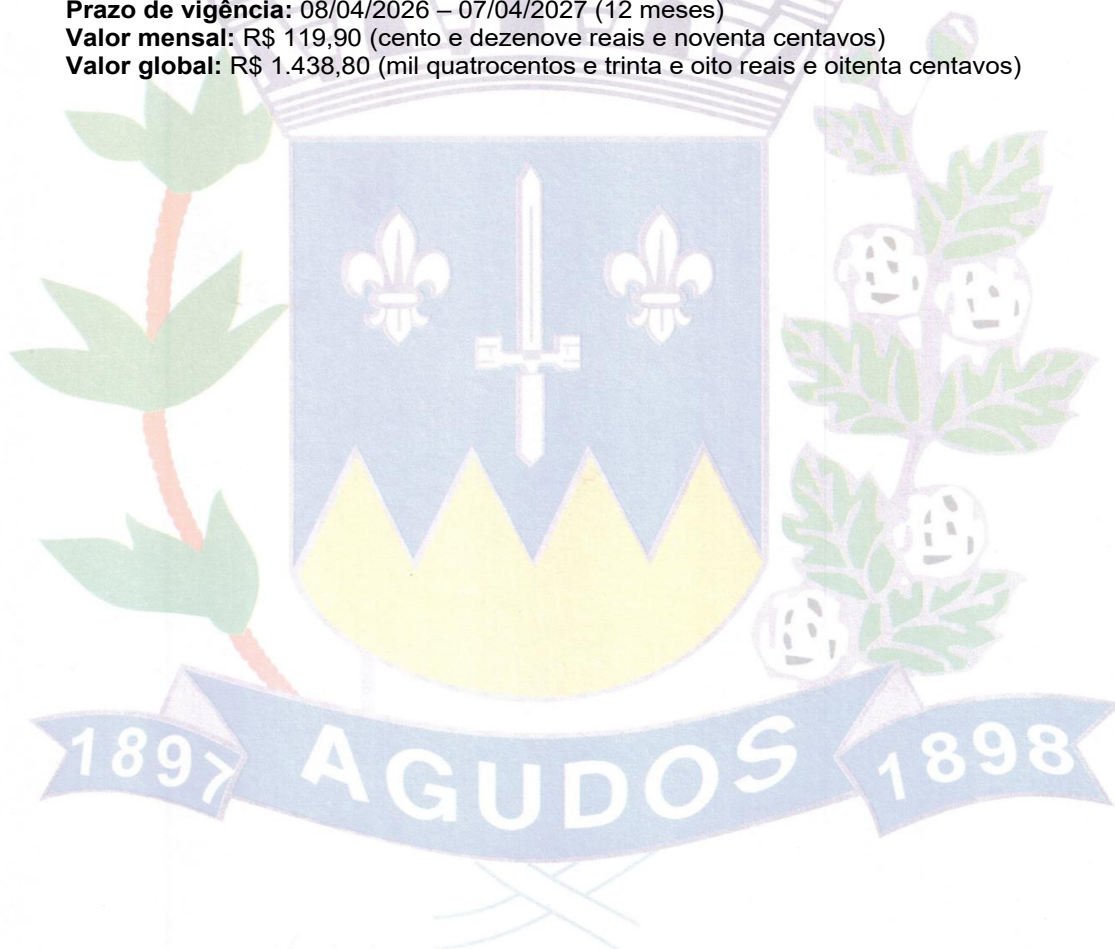 Prazo de vigência: 08/04/2026 – 07/04/2027 (12 meses)
Valor mensal: R$ 119,90 (cento e dezenove reais e noventa centavos)
Valor global: R$ 1.438,80 (mil quatrocentos e trinta e oito reais e oitenta centavos)
1897 AGUDOS 1898